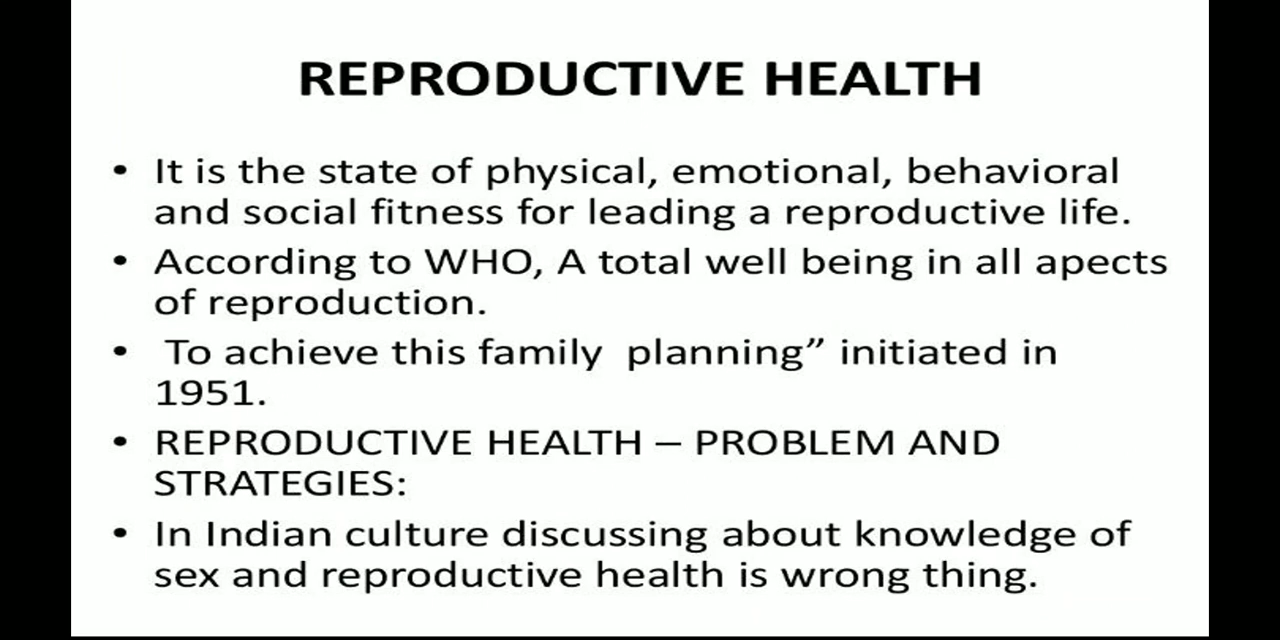 REPRODUCTIVE HEALTH
• It is the state of physical, emotional, behavioral
and social fitness for leading a reproductive life.
• According to WHO, A total well being in all apects
of reproduction.
• To achieve this family planning” initiated in
1951.
• REPRODUCTIVE HEALTH – PROBLEM AND
STRATEGIES:
• In Indian culture discussing about knowledge of
sex and reproductive health is wrong thing.